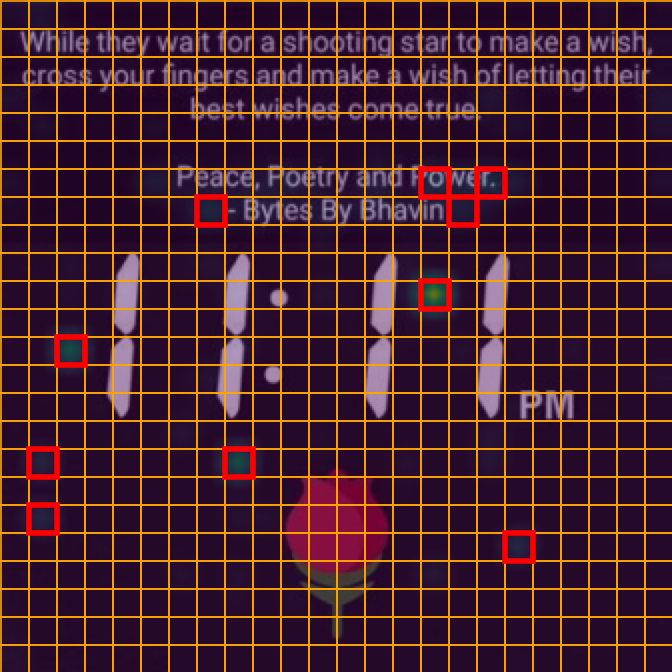 While they wait for a shooting star to make a wish,
cross your fingers and make a wish of letting their
best wishes come true.
Peace, Poetry and Power.
- Bytes By Bhavin
11:11 PM